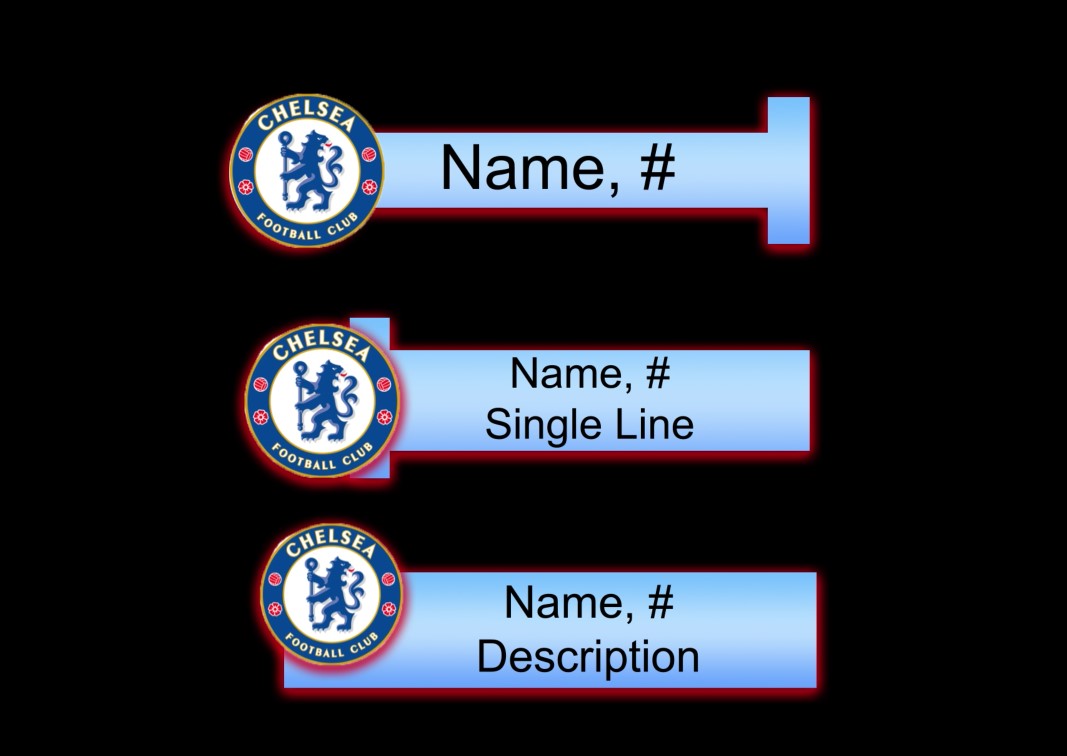 CHELSEA
FOOTBALL CLUB
Name, #
CHELSEA
FOOTBALL CLUB
Name, #
Single Line
CHELSEA
FOOTBALL CLUB
Name, #
Description